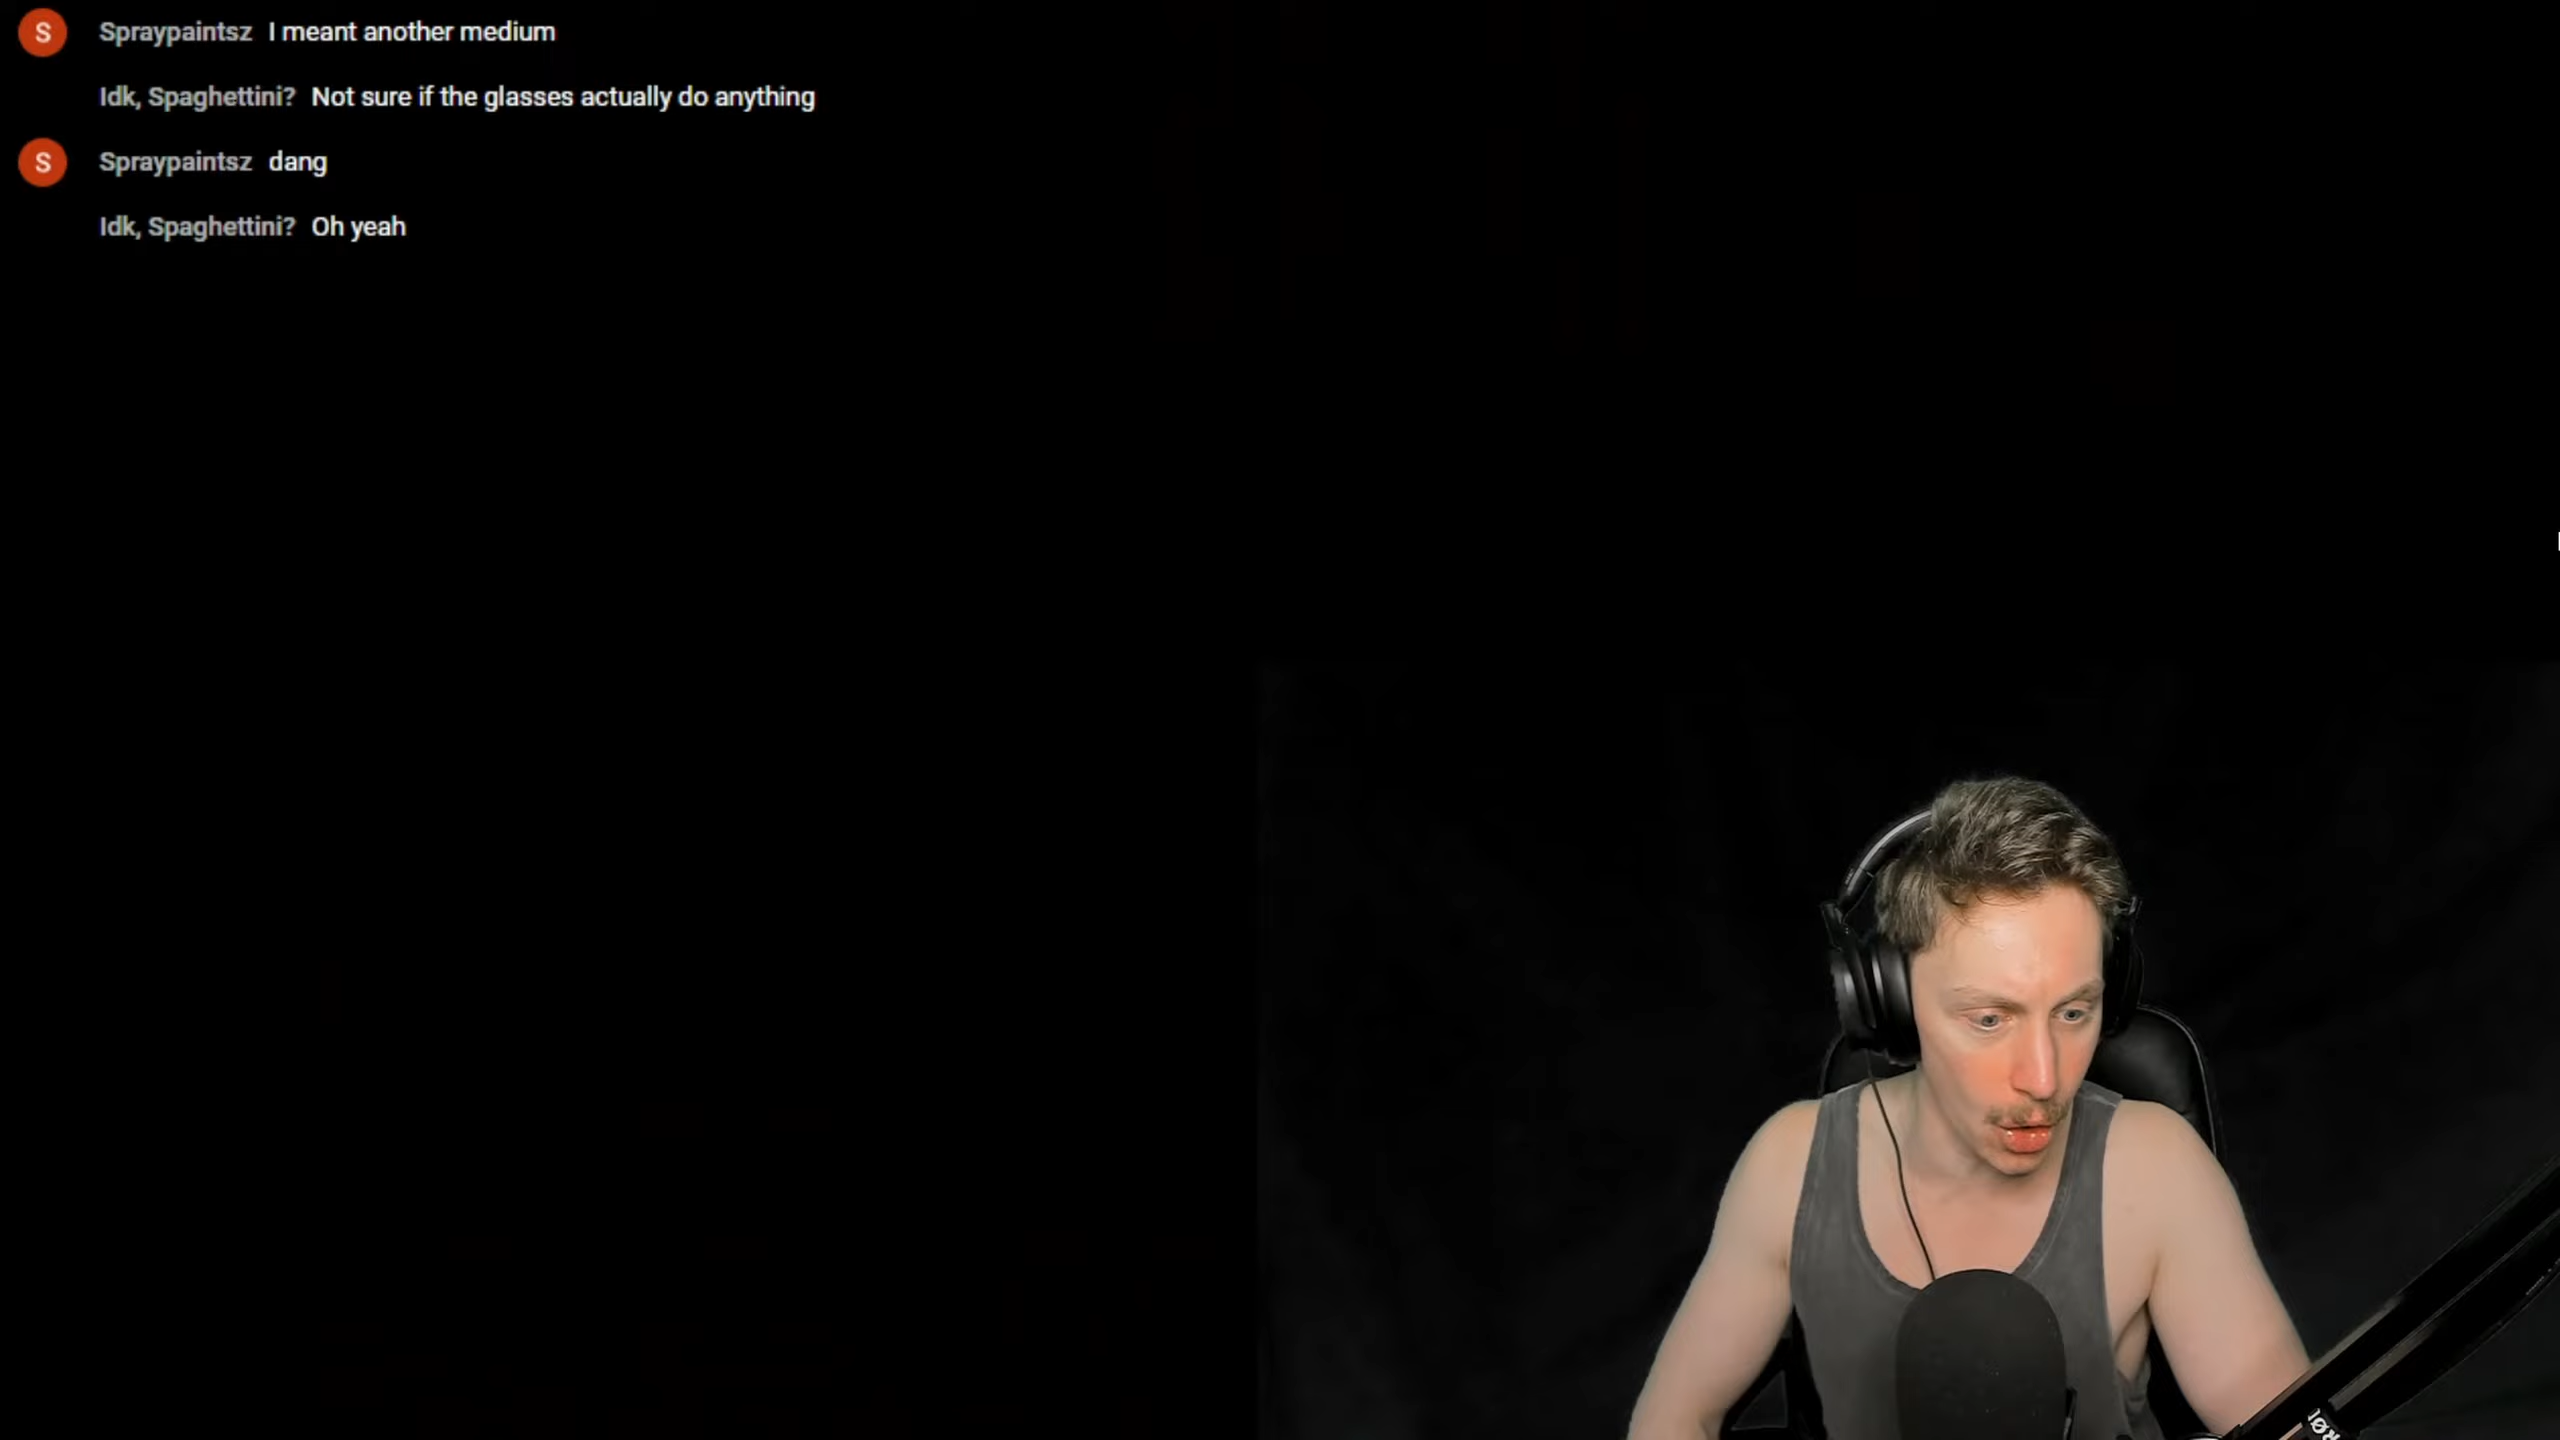 S Spraypaintsz I meant another medium
Idk, Spaghettini? Not sure if the glasses actually do anything
S Spraypaintsz dang
Idk, Spaghettini? Oh yeah